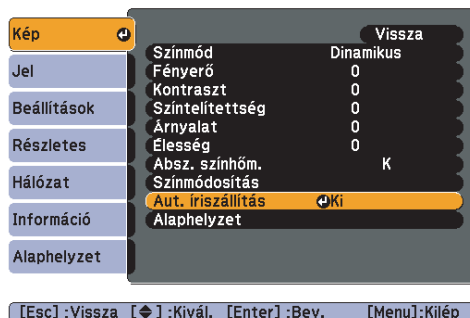 Kép
Jel
Beállítások
Részletes
Hálózat
Információ
Alaphelyzet
Vissza
Színmód Dinamikus
Fényerő 0
Kontraszt 0
Színtelítettség 0
Árnyalat 0
Élesség 0
Absz. színhőm. K
Színmódosítás
Aut. íriszállítás Ki
Alaphelyzet
[Esc] :Vissza [◆] :Kivál. [Enter] :Bev. [Menu]:Kilép